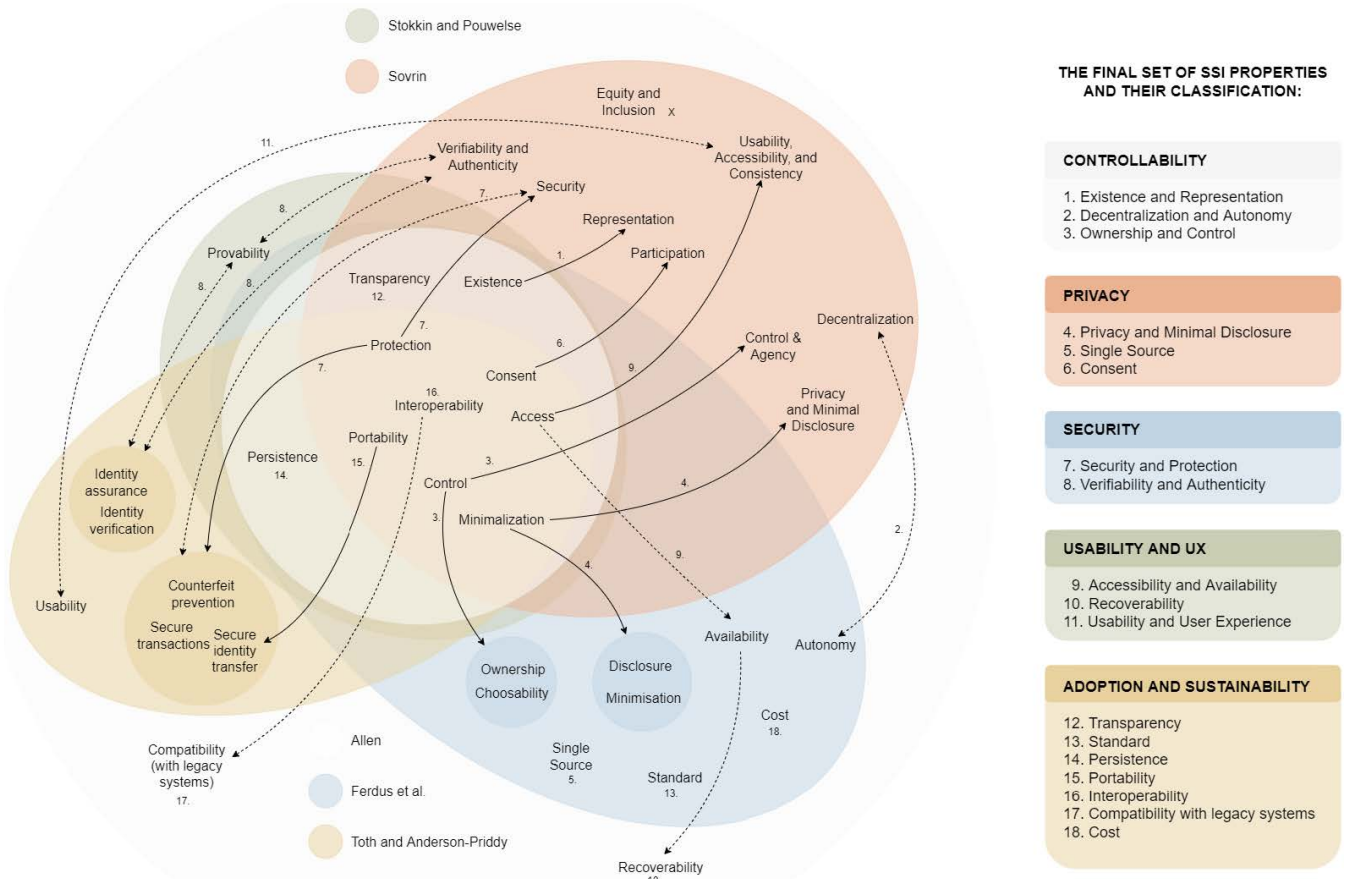 Stokkin and Pouwelse
Sovrin
Equity and
Inclusion X
11.
Verifiability and
Authenticity
Usability,
Accessibility, and
Consistency
7.
Security
8.
Representation
Provability
1.
Participation
8.
8.
Transparency
12.
Existence
Decentralization
7.
Protection
6.
Control &
Agency
7.
Consent
9.
16.
Interoperability
Access
Privacy
and Minimal
Disclosure
Portability
15.
Persistence
14.
3.
Control
4.
Identity
assurance
Identity
verification
3.
Minimalization
2.
9.
4.
Counterfeit
prevention
Usability
Secure
transactions
Secure
identity
transfer
Availability
Autonomy
Ownership
Choosability
Disclosure
Minimisation
Cost
18.
Allen
Compatibility
(with legacy
systems)
17.
Single
Source
5.
Standard
13.
Ferdus et al.
Toth and Anderson-Priddy
Recoverability
THE FINAL SET OF SSI PROPERTIES
AND THEIR CLASSIFICATION:
CONTROLLABILITY
1. Existence and Representation
2. Decentralization and Autonomy
3. Ownership and Control
PRIVACY
4. Privacy and Minimal Disclosure
5. Single Source
6. Consent
SECURITY
7. Security and Protection
8. Verifiability and Authenticity
USABILITY AND UX
9. Accessibility and Availability
10. Recoverability
11. Usability and User Experience
ADOPTION AND SUSTAINABILITY
12. Transparency
13. Standard
14. Persistence
15. Portability
16. Interoperability
17. Compatibility with legacy systems
18. Cost